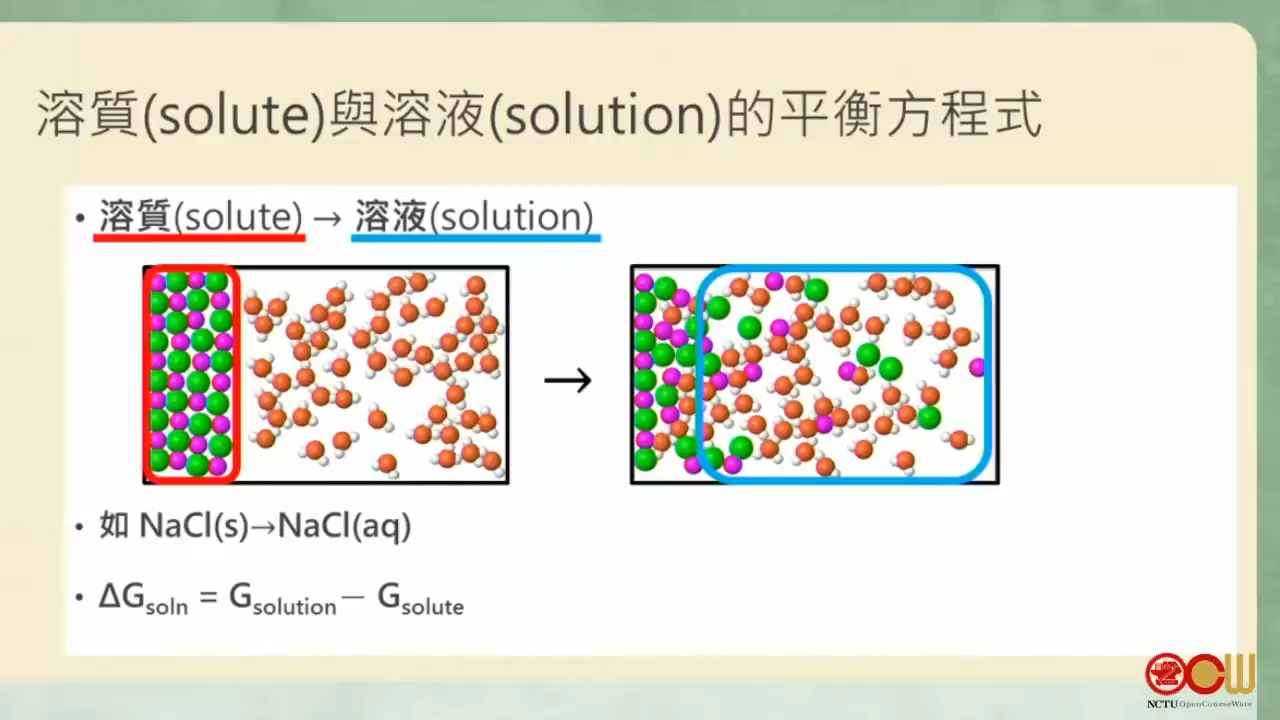 溶質(solute)與溶液(solution)的平衡方程式
• 溶質(solute) → 溶液(solution)
→
• 如 NaCl(s)→NaCl(aq)
• ΔGsoln = Gsolution — Gsolute
OCW
NCTU OpenCourseWare